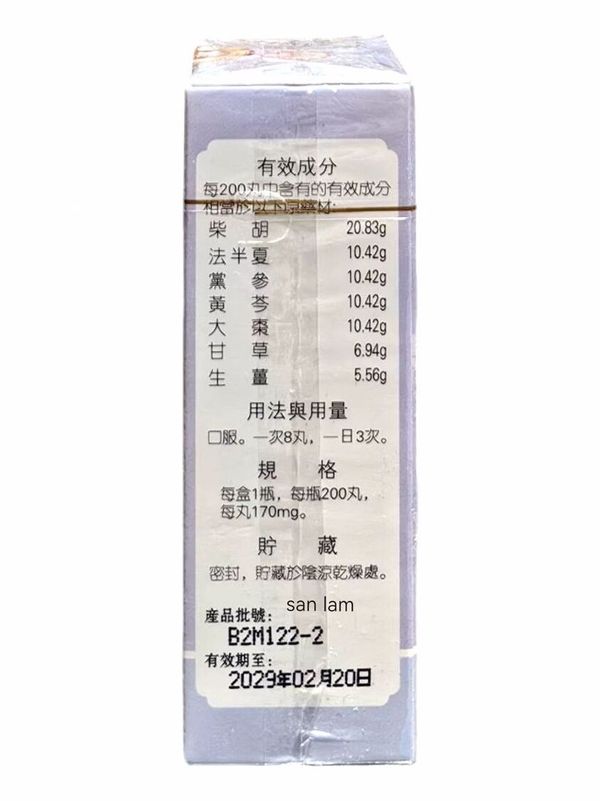 有效成分
每200丸中含有的有效成分
相當於以下原藥材:
柴胡 20.83g
法半夏 10.42g
黨參 10.42g
黃芩 10.42g
大棗 10.42g
甘草 6.94g
生薑 5.56g
用法與用量
口服。一次8丸，一日3次。
規格
每盒1瓶，每瓶200丸，
每丸170mg。
貯藏
密封，貯藏於陰涼乾燥處。
san lam
産品批號：
B2M122-2
有效期至：
2029年02月20日